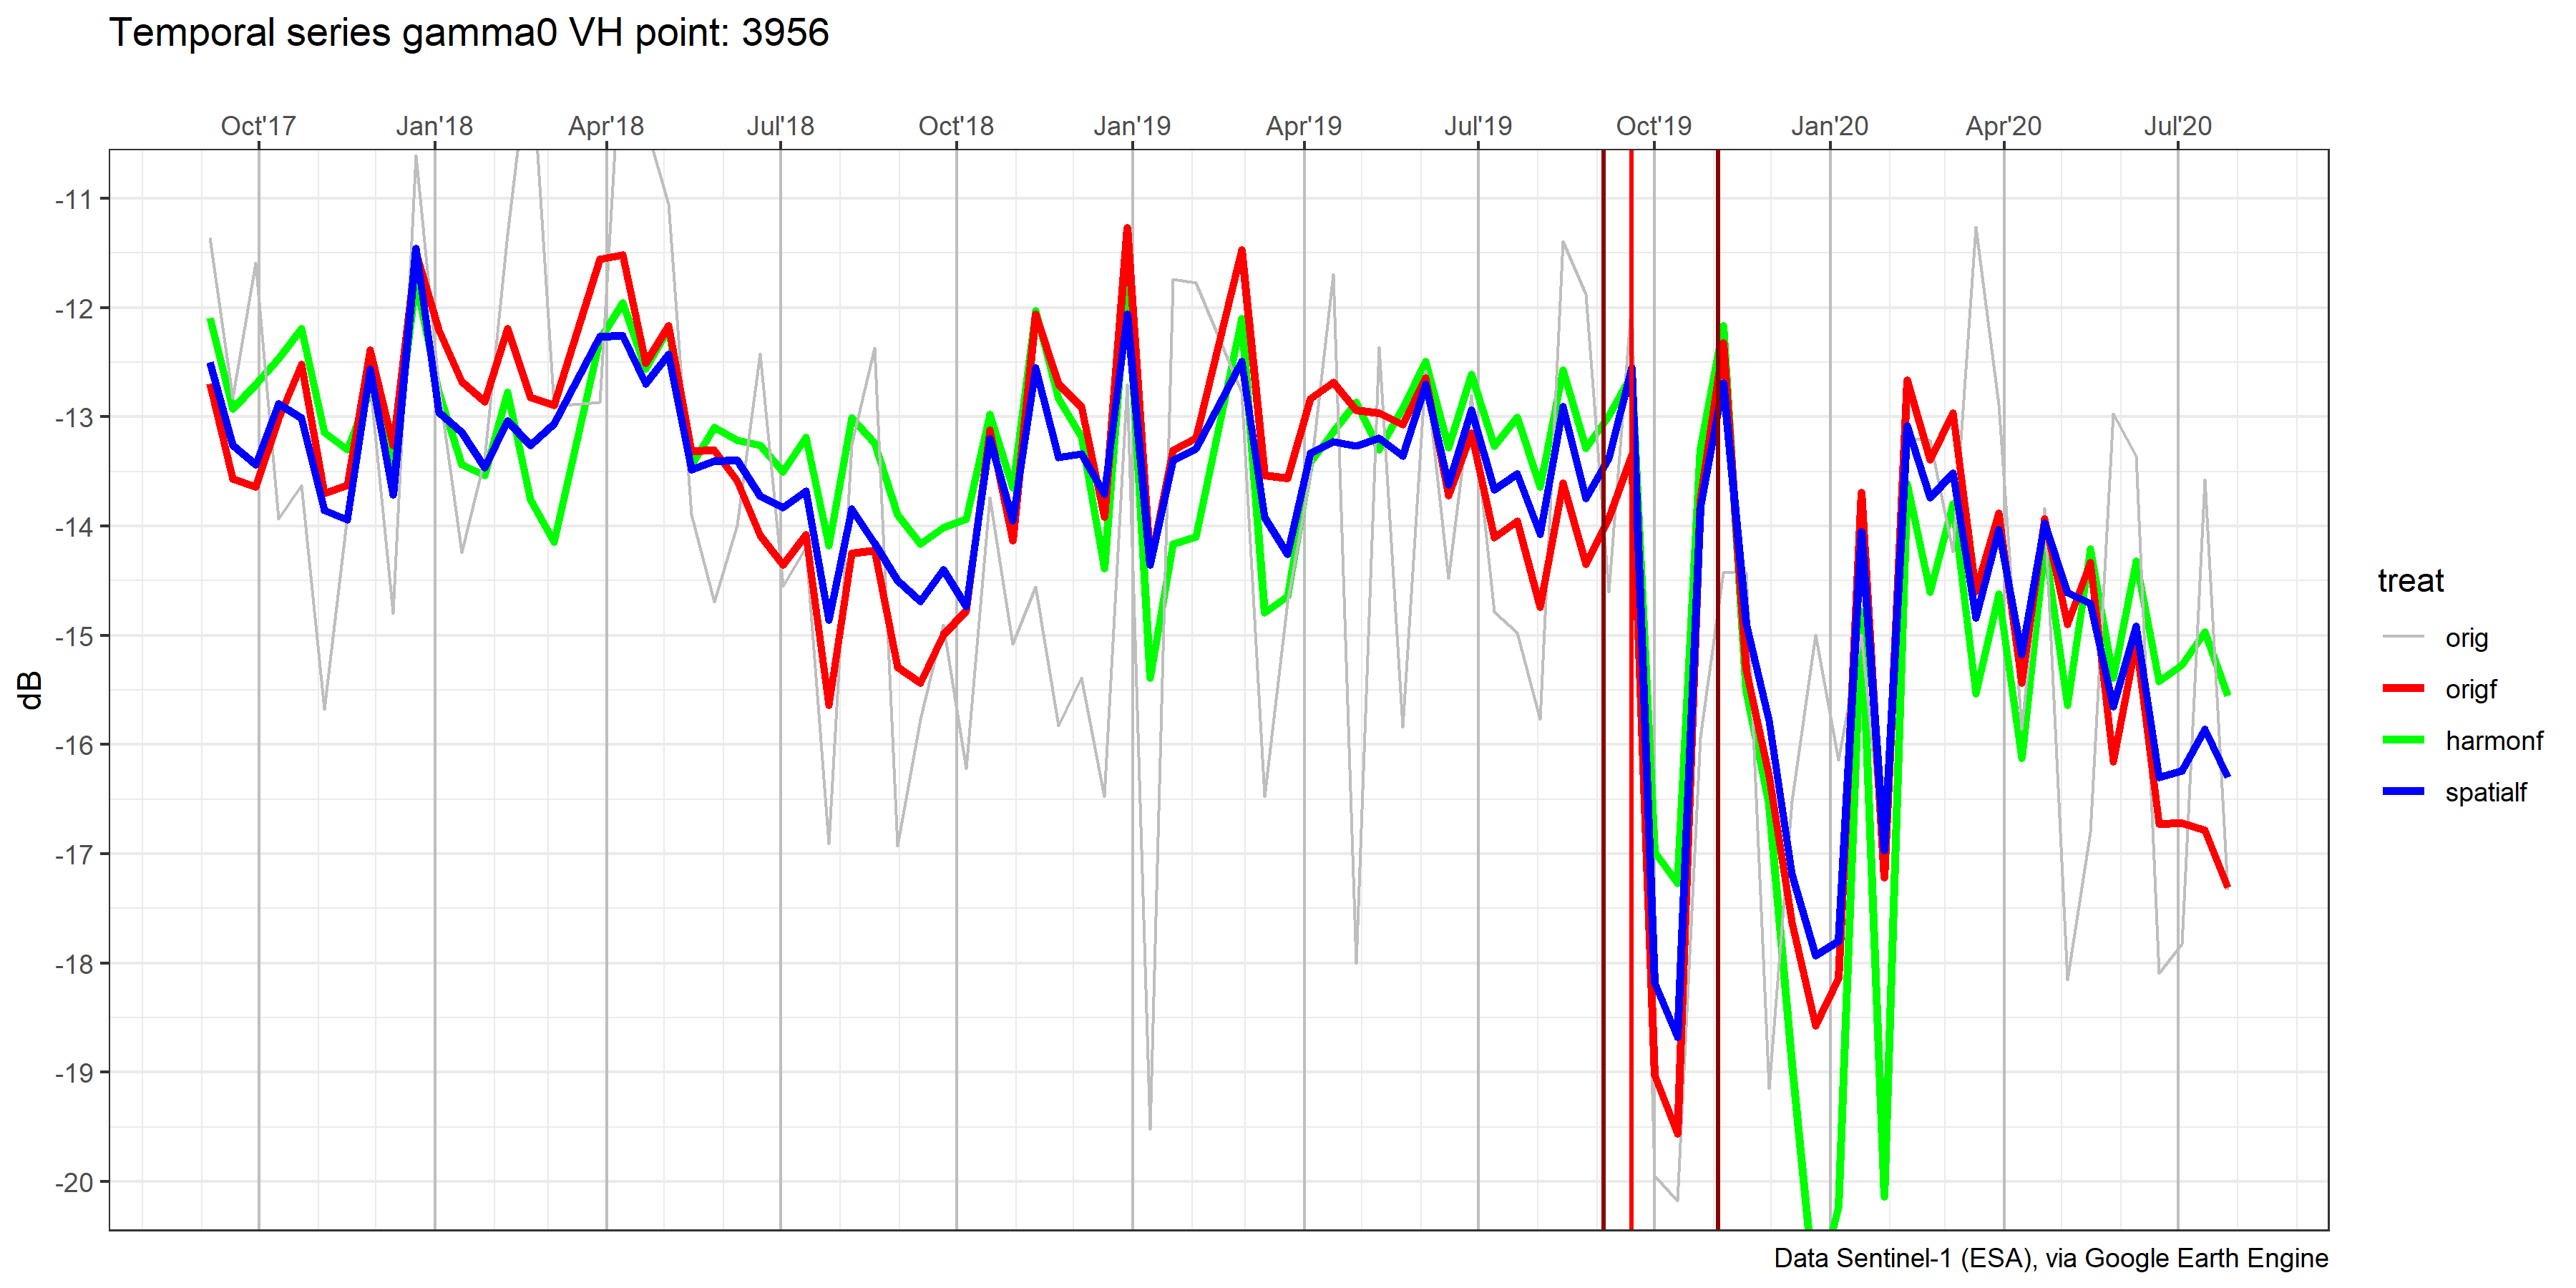 Temporal series gamma0 VH point: 3956
Oct'17 Jan'18 Apr'18 Jul'18 Oct'18 Jan'19 Apr'19 Jul'19 Oct'19 Jan'20 Apr'20 Jul'20
-11
-12
-13
-14
-15
-16
-17
-18
-19
-20
dB
treat
orig
origf
harmonf
spatialf
Data Sentinel-1 (ESA), via Google Earth Engine